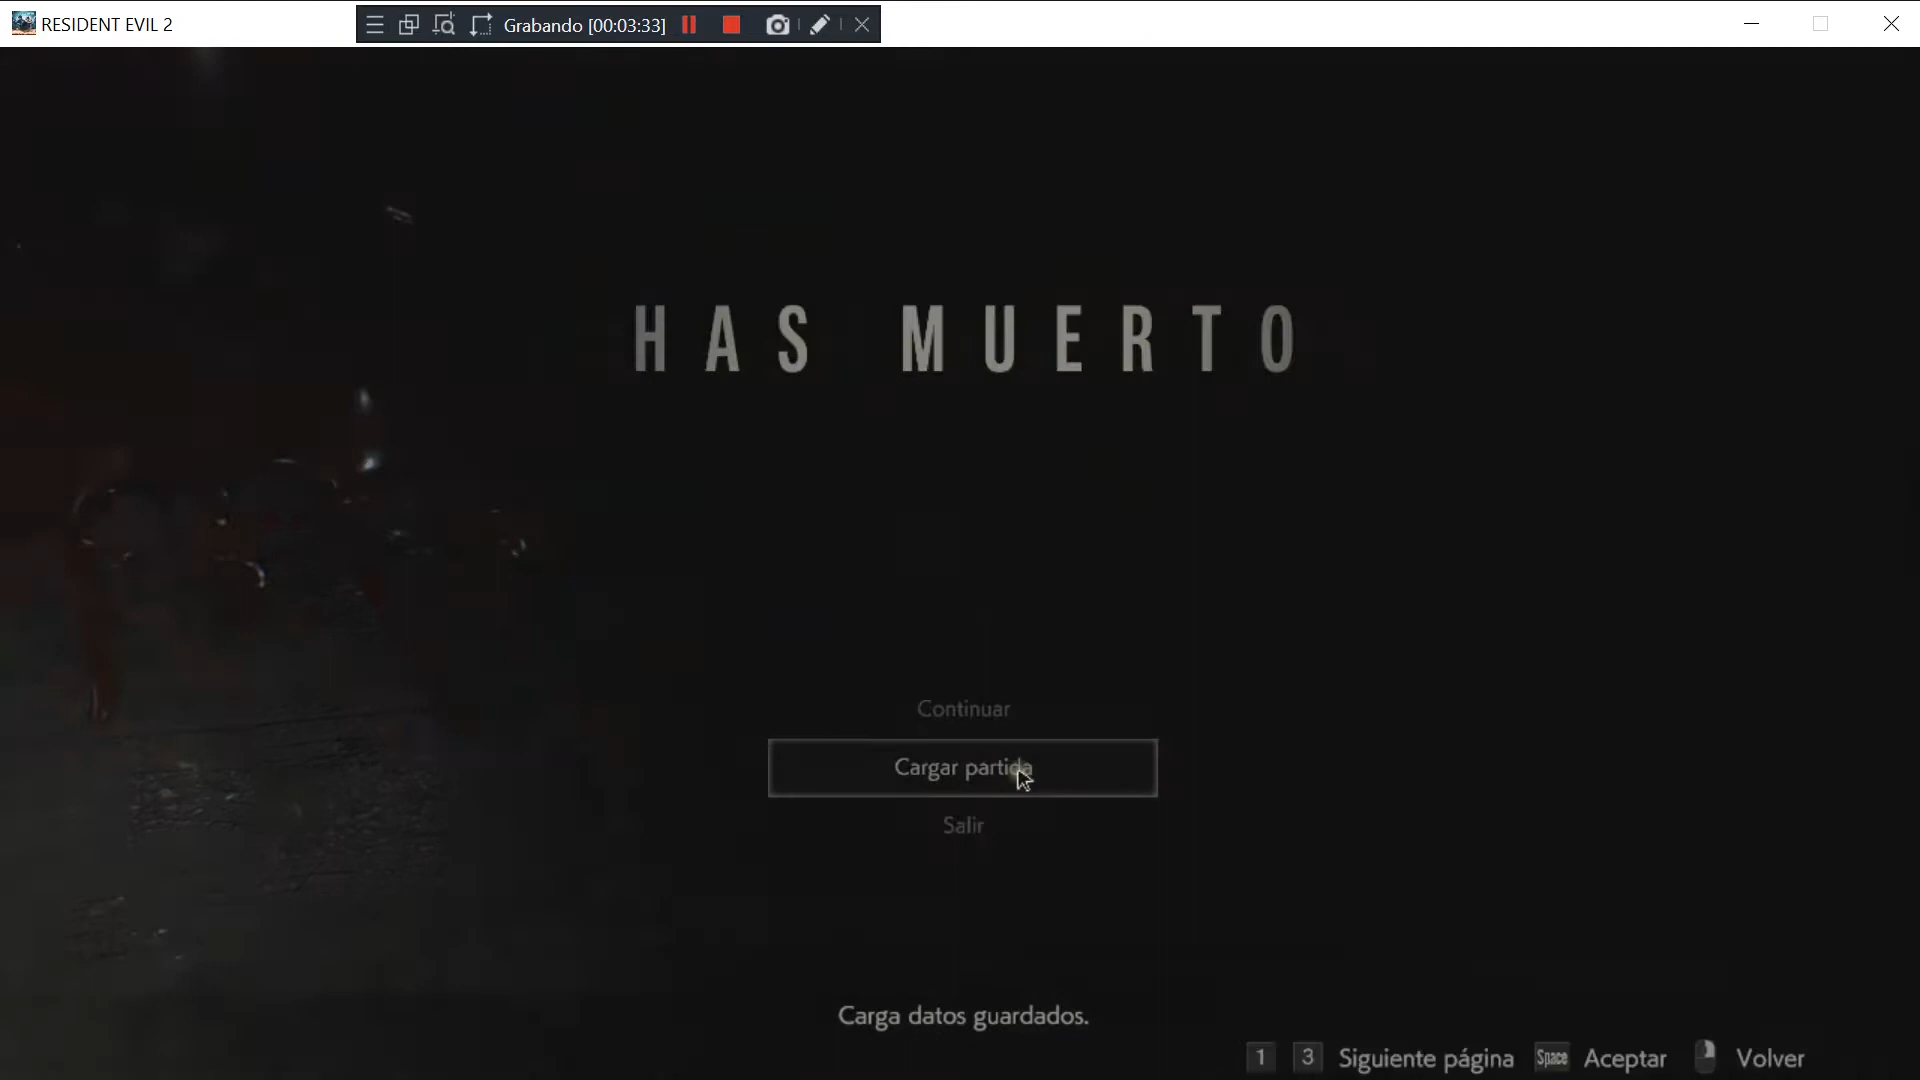 RESIDENT EVIL 2
Grabando [00:03:33]
HAS MUERTO
Continuar
Cargar partida
Salir
Carga datos guardados.
1 3 Siguiente página Space Aceptar Volver